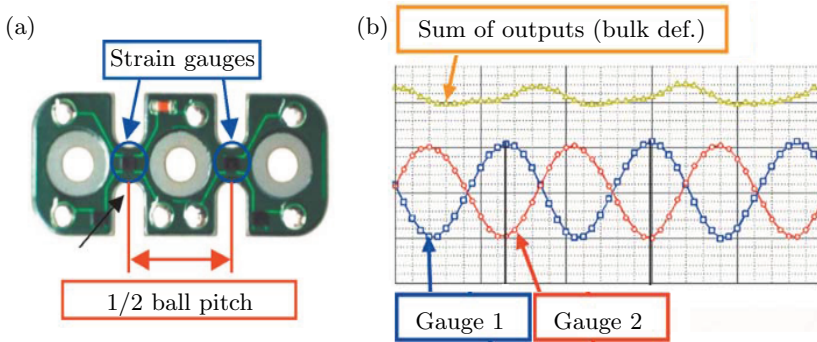 (a)
Strain gauges
1/2 ball pitch
(b)
Sum of outputs (bulk def.)
Gauge 1
Gauge 2